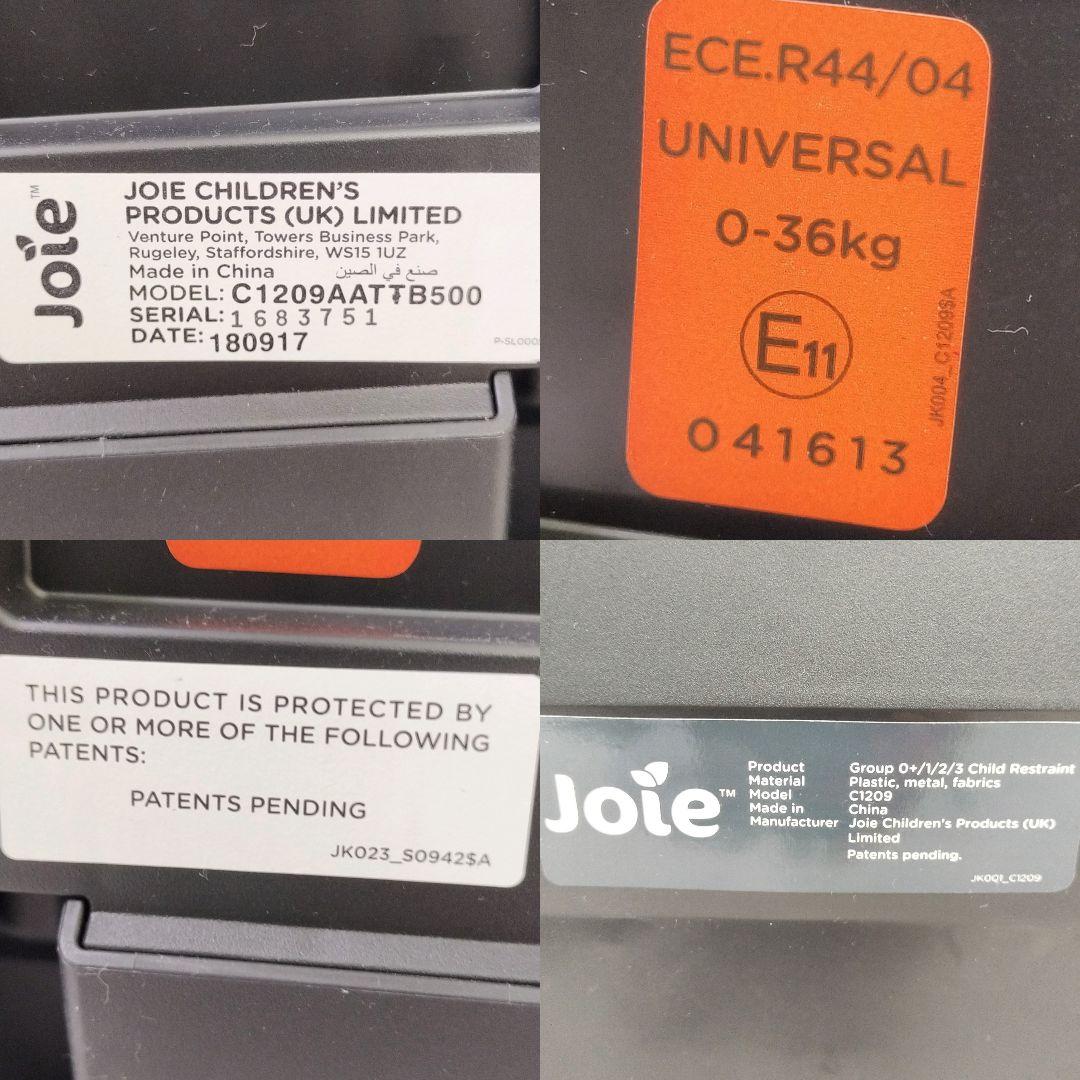 Joie™
JOIE CHILDREN'S
PRODUCTS (UK) LIMITED
Venture Point, Towers Business Park,
Rugeley, Staffordshire, WS15 1UZ
Made in China صنع في الصين
MODEL: C1209AATTB500
SERIAL: 1683751
DATE: 180917
ECE.R44/04
UNIVERSAL
0-36kg
E11
041613
JK004_C1209$A
THIS PRODUCT IS PROTECTED BY
ONE OR MORE OF THE FOLLOWING
PATENTS:
PATENTS PENDING
JK023_S0942$A
Joie™
Product Group 0+/1/2/3 Child Restraint
Material Plastic, metal, fabrics
Model C1209
Made in China
Manufacturer Joie Children's Products (UK)
Limited
Patents pending.
JK001_C1209